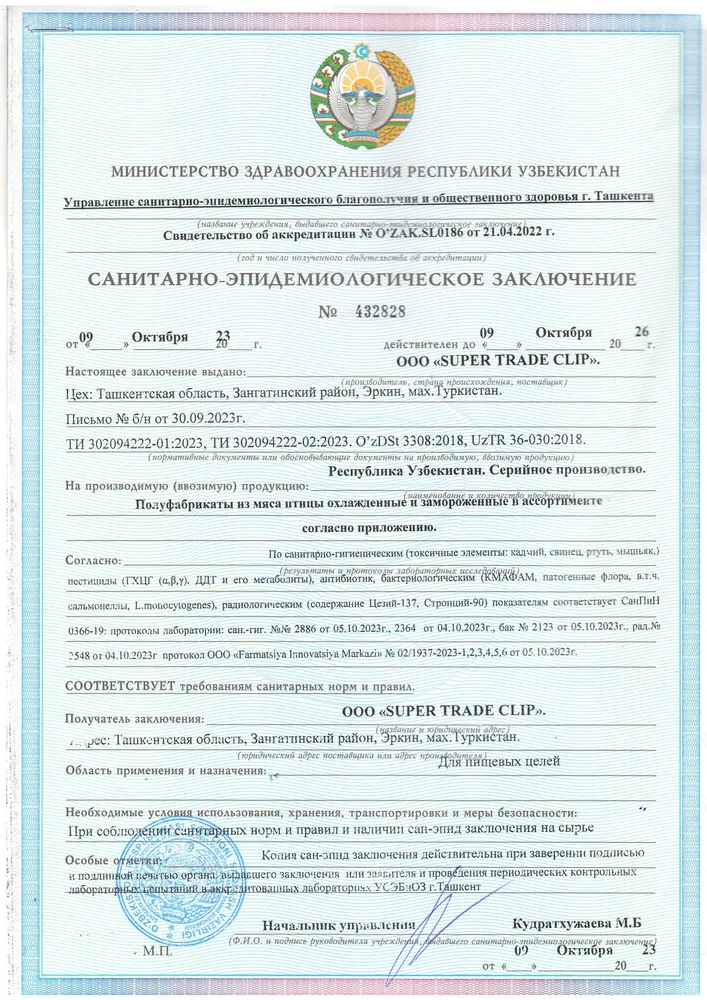 МИНИСТЕРСТВО ЗДРАВООХРАНЕНИЯ РЕСПУБЛИКИ УЗБЕКИСТАН
Управление санитарно-эпидемиологического благополучия и общественного здоровья г. Ташкента
(название учреждения, выдавшего санитарно-эпидемиологическое заключение)
Свидетельство об аккредитации № O’ZAK.SL0186 от 21.04.2022 г.
(год и число полученного свидетельства об аккредитации)
САНИТАРНО-ЭПИДЕМИОЛОГИЧЕСКОЕ ЗАКЛЮЧЕНИЕ
№ 432828
от «09» Октября 2023 г. действителен до «09» Октября 2026 г.
Настоящее заключение выдано: ООО «SUPER TRADE CLIP».
(производитель, страна происхождения, поставщик)
Цех: Ташкентская область, Зангатинский район, Эркин, мах.Туркистан.
Письмо № б/н от 30.09.2023г.
ТИ 302094222-01:2023, ТИ 302094222-02:2023. O’zDSt 3308:2018, UzTR 36-030:2018.
(нормативные документы или обосновывающие документы на производимую, ввозимую продукцию)
Республика Узбекистан. Серийное производство.
На производимую (ввозимую) продукцию:
(наименование и количество продукции)
Полуфабрикаты из мяса птицы охлажденные и замороженные в ассортименте
согласно приложению.
Согласно: По санитарно-гигиеническим (токсичные элементы: кадмий, свинец, ртуть, мышьяк,)
(результаты и протоколы лабораторных исследований)
пестициды (ГХЦГ (α,β,γ), ДДТ и его метаболиты), антибиотик, бактериологическим (КМАФАМ, патогенные флора, в.т.ч.
сальмонеллы, L.monocytogenes), радиологическим (содержание Цезий-137, Стронций-90) показателям соответствует СанПиН
0366-19: протоколы лаборатории: сан.-гиг. №№ 2886 от 05.10.2023г., 2364 от 04.10.2023г., бак № 2123 от 05.10.2023г., рад.№
2548 от 04.10.2023г протокол ООО «Farmatsiya Innovatsiya Markazi» № 02/1937-2023-1,2,3,4,5,6 от 05.10.2023г.
СООТВЕТСТВУЕТ требованиям санитарных норм и правил.
Получатель заключения: ООО «SUPER TRADE CLIP».
(название и юридический адрес)
Адрес: Ташкентская область, Зангатинский район, Эркин, мах.Туркистан.
(юридический адрес поставщика или адрес производителя)
Область применения и назначения: Для пищевых целей
Необходимые условия использования, хранения, транспортировки и меры безопасности:
При соблюдении санитарных норм и правил и наличии сан-эпид заключения на сырье
Особые отметки: Копия сан-эпид заключения действительна при заверении подписью
и подлинной печатью органа, выдавшего заключения или заявителя и проведения периодических контрольных
лабораторных испытаний в аккредитованных лабораториях УСЭБиОЗ г.Ташкент
Начальник управления Кудратхужаева М.Б
(Ф.И.О. и подпись руководителя учреждения, выдавшего санитарно-эпидемиологическое заключение)
М.П. от «09» Октября 2023 г.